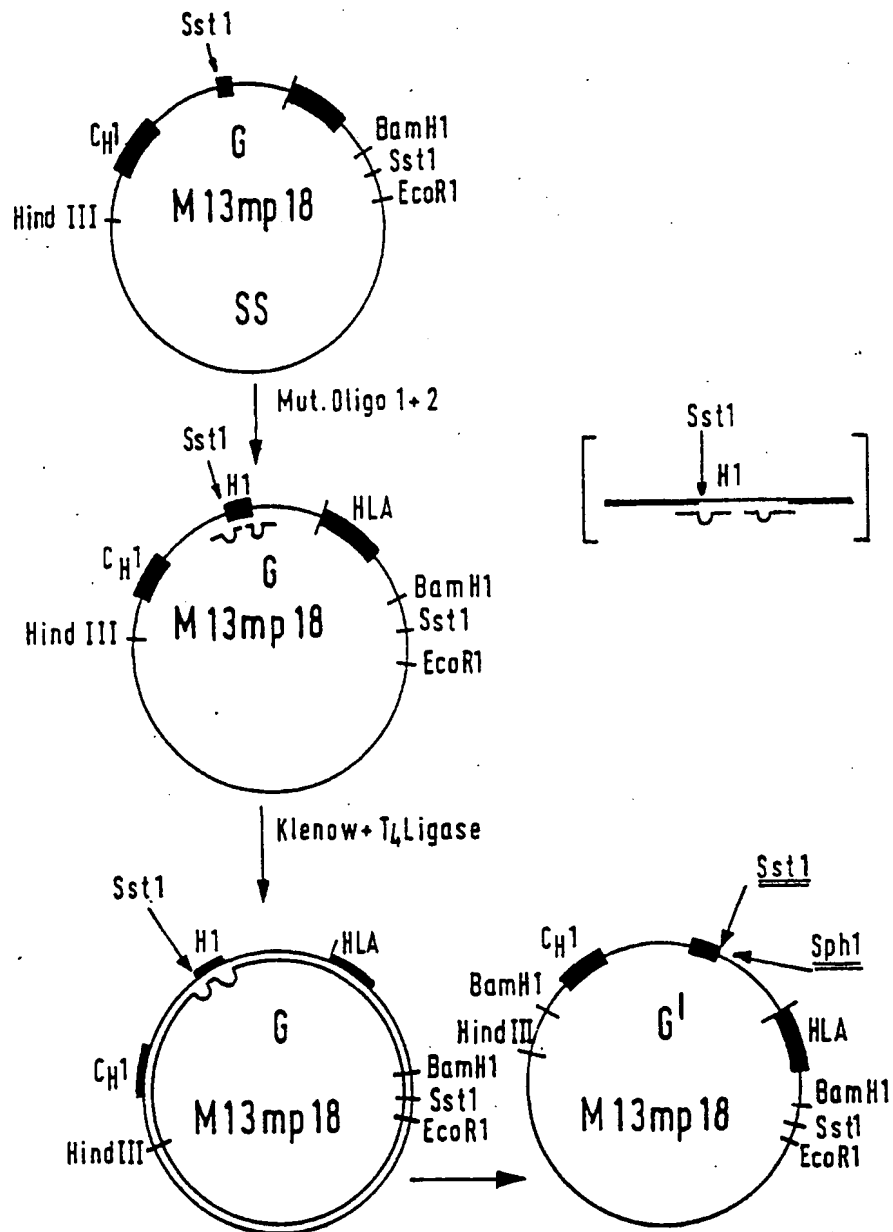 Sst1
CH1
G
BamH1
Sst1
EcoR1
Hind III
M13mp18
SS
Mut. Oligo 1+2
Sst1
H1
HLA
CH1
G
BamH1
Sst1
EcoR1
Hind III
M13mp18
Sst1
H1
Klenow+T4Ligase
Sst1
H1
HLA
G
CH1
BamH1
Sst1
EcoR1
M13mp18
HindIII
Sst1
Sph1
CH1
BamH1
HindIII
G'
HLA
BamH1
Sst1
EcoR1
M13mp18